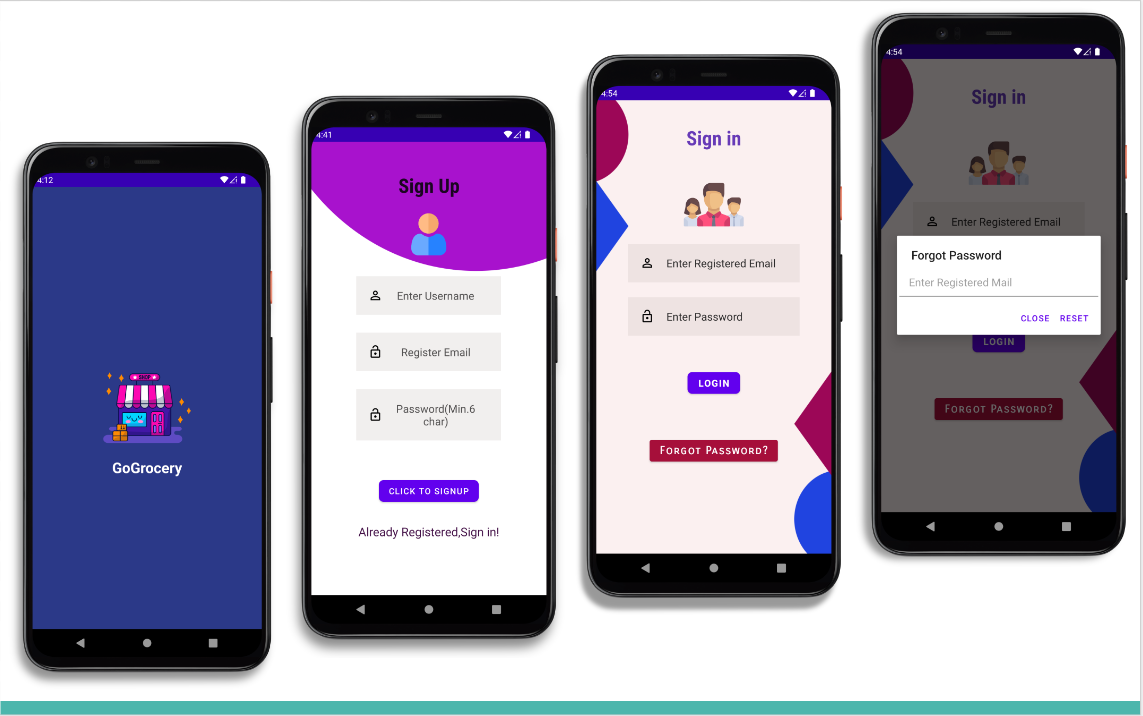 4:12
SHOP
GoGrocery
4:41
Sign Up
Enter Username
Register Email
Password(Min.6
char)
CLICK TO SIGNUP
Already Registered,Sign in!
4:54
Sign in
Enter Registered Email
Enter Password
LOGIN
Forgot Password?
4:54
Sign in
Enter Registered Email
Forgot Password
Enter Registered Mail
CLOSE RESET
LOGIN
Forgot Password?